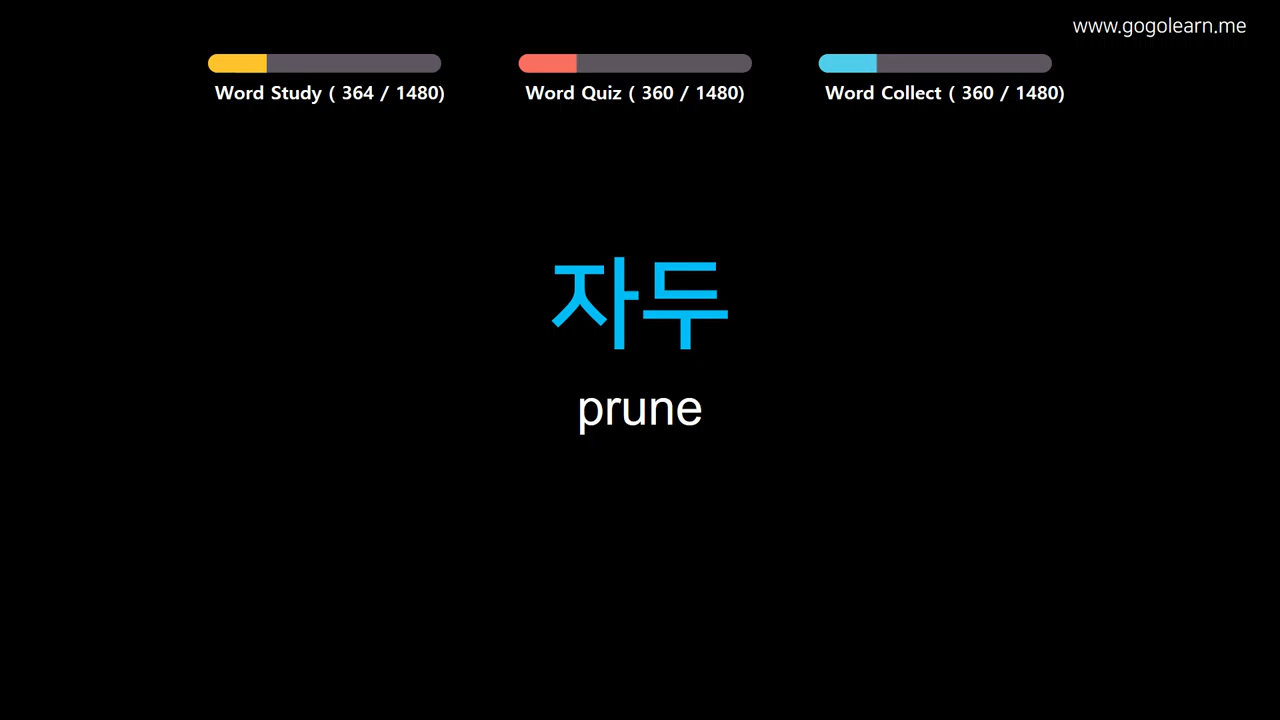 www.gogolearn.me
Word Study ( 364 / 1480)
Word Quiz ( 360 / 1480)
Word Collect ( 360 / 1480)
자두
prune